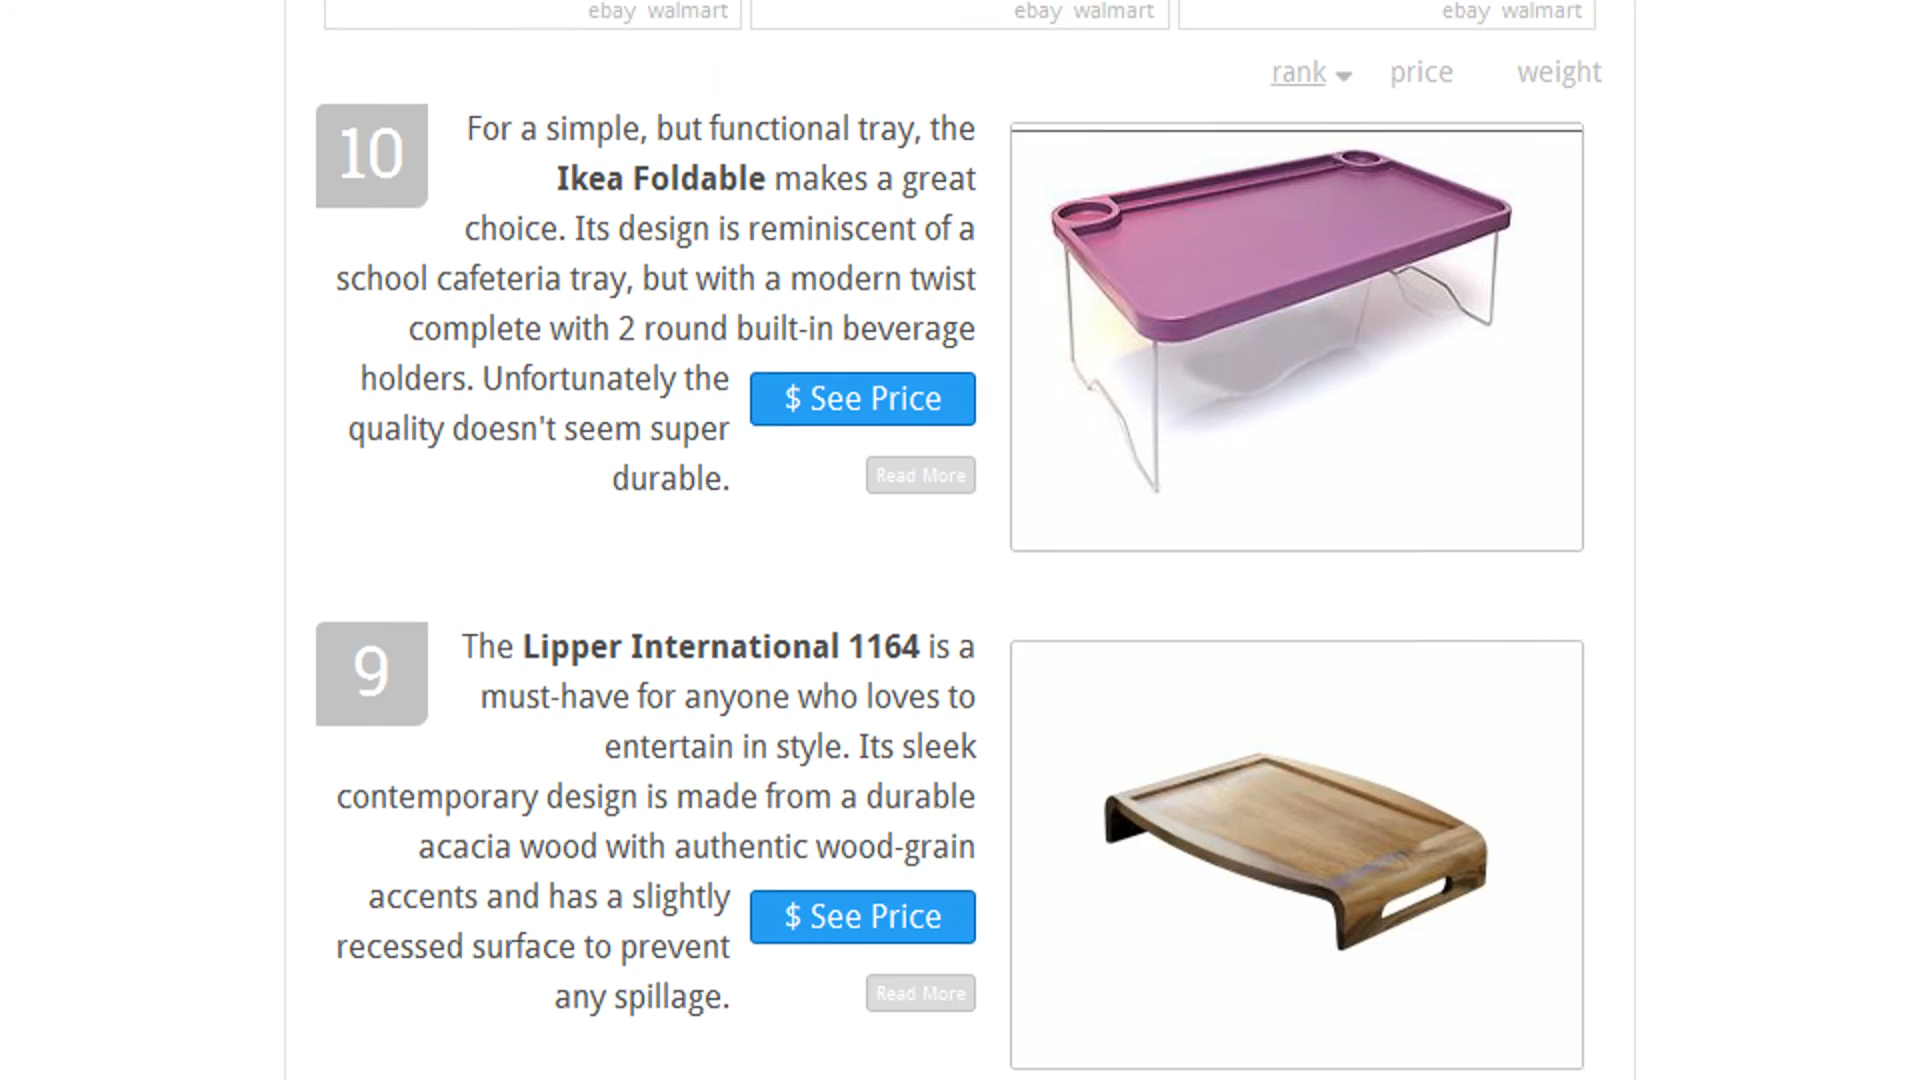 ebay walmart
ebay walmart
ebay walmart
rank price weight
10
For a simple, but functional tray, the
Ikea Foldable makes a great
choice. Its design is reminiscent of a
school cafeteria tray, but with a modern twist
complete with 2 round built-in beverage
holders. Unfortunately the
quality doesn't seem super
durable.
$ See Price
Read More
9
The Lipper International 1164 is a
must-have for anyone who loves to
entertain in style. Its sleek
contemporary design is made from a durable
acacia wood with authentic wood-grain
accents and has a slightly
recessed surface to prevent
any spillage.
$ See Price
Read More